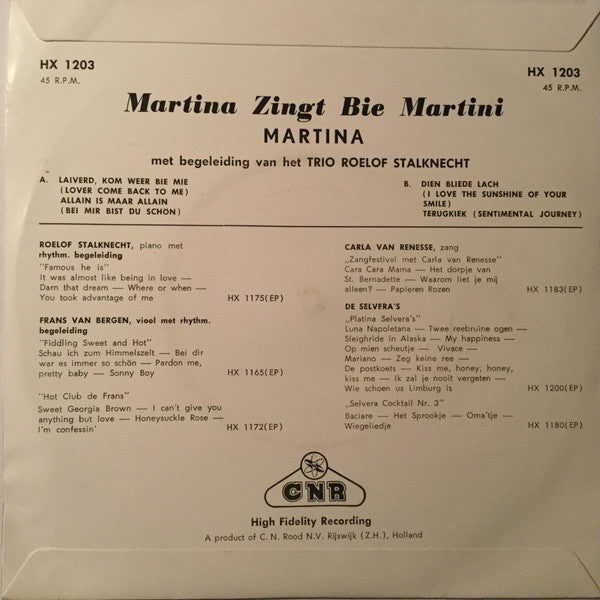 HX 1203
45 R.P.M.
HX 1203
45 R.P.M.
Martina Zingt Bie Martini
MARTINA
met begeleiding van het TRIO ROELOF STALKNECHT
A. LAIVERD, KOM WEER BIE MIE
(LOVER COME BACK TO ME)
ALLAIN IS MAAR ALLAIN
(BEI MIR BIST DU SCHON)
B. DIEN BLIEDE LACH
(I LOVE THE SUNSHINE OF YOUR
SMILE)
TERUGKIEK (SENTIMENTAL JOURNEY)
ROELOF STALKNECHT, piano met
rhythm. begeleiding
"Famous he is"
It was almost like being in love —
Darn that dream — Where or when —
You took advantage of me HX 1175(EP)
FRANS VAN BERGEN, viool met rhythm.
begeleiding
"Fiddling Sweet and Hot"
Schau ich zum Himmelszelt — Bei dir
war es immer so schön — Pardon me,
pretty baby — Sonny Boy HX 1165(EP)
"Hot Club de Frans"
Sweet Georgia Brown — I can't give you
anything but love — Honeysuckle Rose —
I'm confessin' HX 1172(EP)
CARLA VAN RENESSE, zang
"Zangfestival met Carla van Renesse"
Cara Cara Mama — Het dorpje van
St. Bernadette — Waarom liet je mij
alleen? — Papieren Rozen HX 1183(EP)
DE SELVERA'S
„Platina Selvera's"
Luna Napoletana — Twee reebruine ogen —
Sleighride in Alaska — My happiness —
Op mien scheutje — Vivace —
Mariano — Zeg keine ree —
De postkoets — Kiss me, honey, honey,
kiss me — Ik zal je nooit vergeten —
Wie schoen us Limburg is HX 1200(EP)
„Selvera Cocktail Nr. 3"
Baciare — Het Sprookje — Oma'tje —
Wiegeliedje HX 1180(EP)
CNR
High Fidelity Recording
A product of C. N. Rood N.V. Rijswijk (Z.H.), Holland